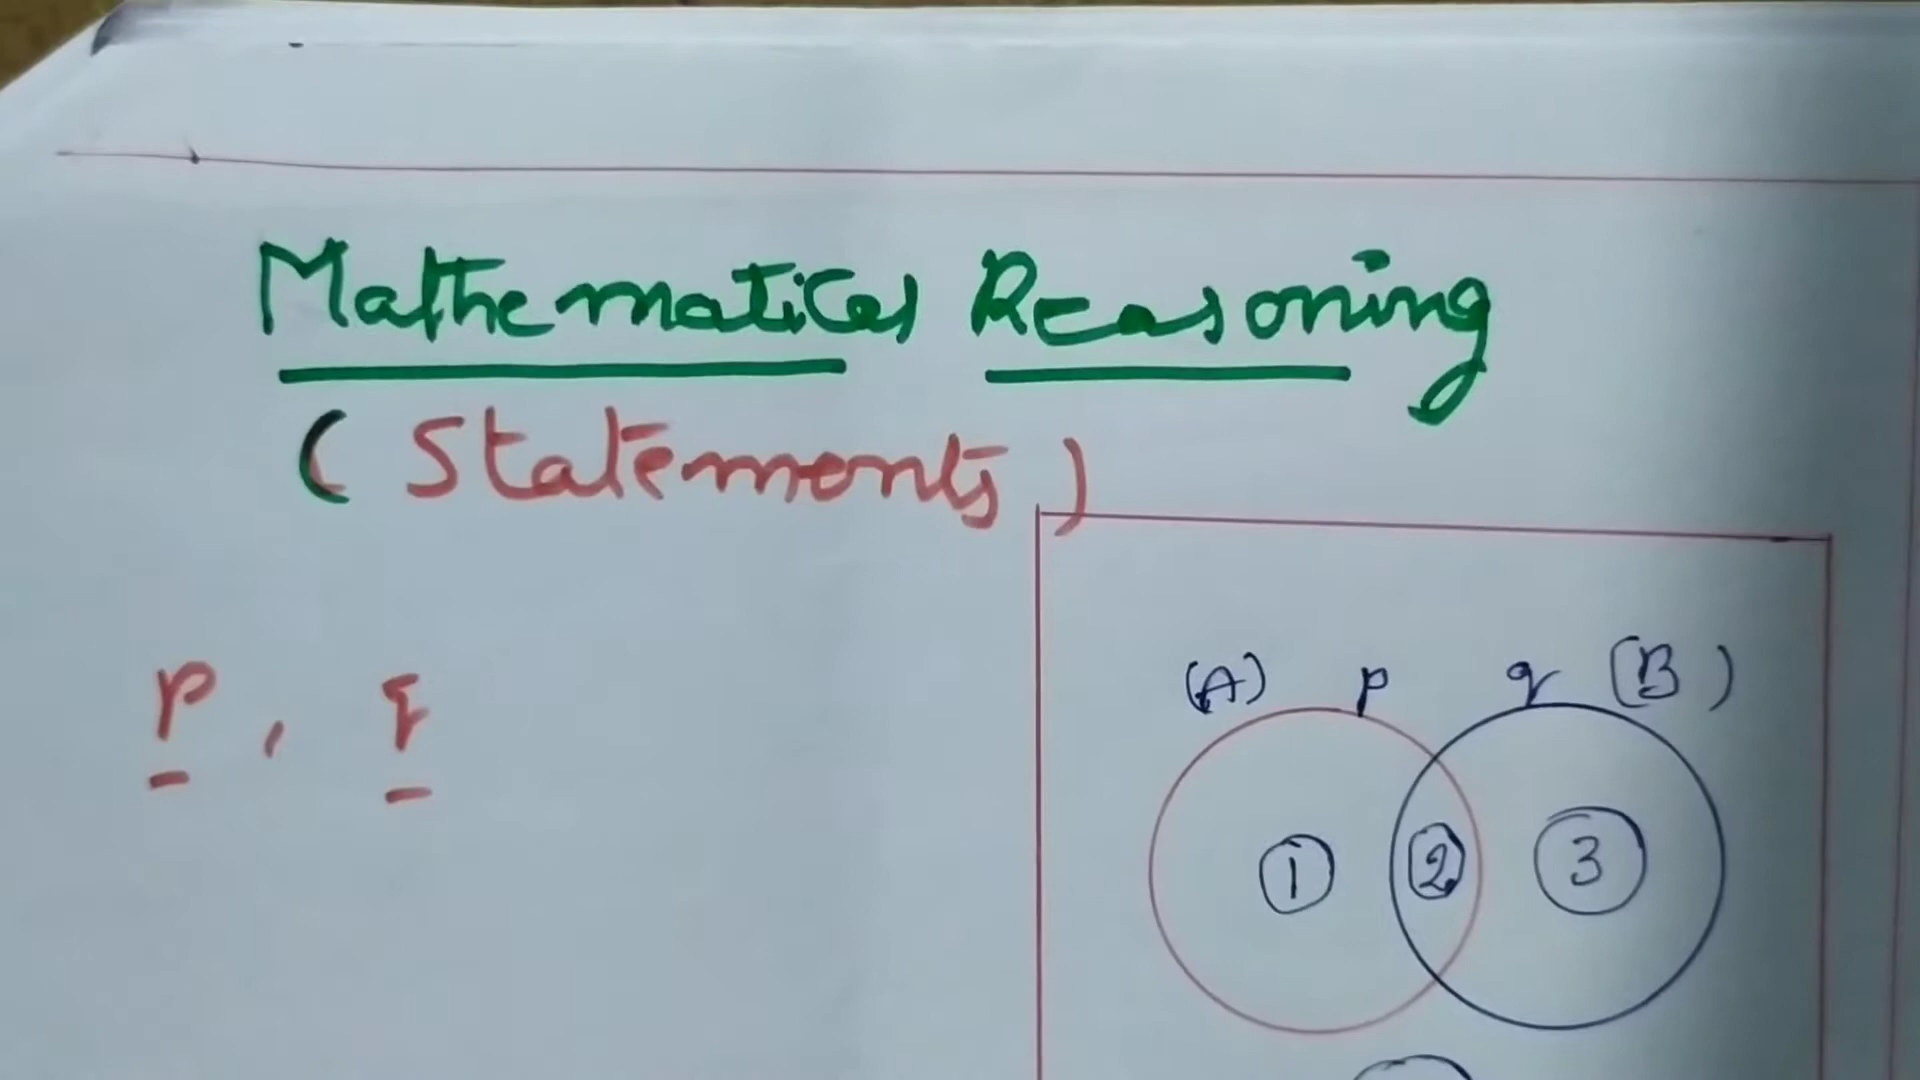 Mathematical Reasoning
( Statements )
p , q
(A) p q (B)
1 2 3